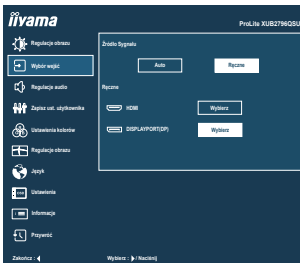 iiyama
ProLite XUB2796QSU
Regulacje obrazu
Wybór wejść
Regulacje audio
Zapisz ust. użytkownika
Ustawienia kolorów
Regulacje obrazu
Język
OSD
Ustawienia
Informacje
Przywróć
Źródło Sygnału
Auto
Ręczne
Ręczne
HDMI
Wybierz
DISPLAYPORT(DP)
Wybierz
Zakończ :
Wybierz : / Naciśnij